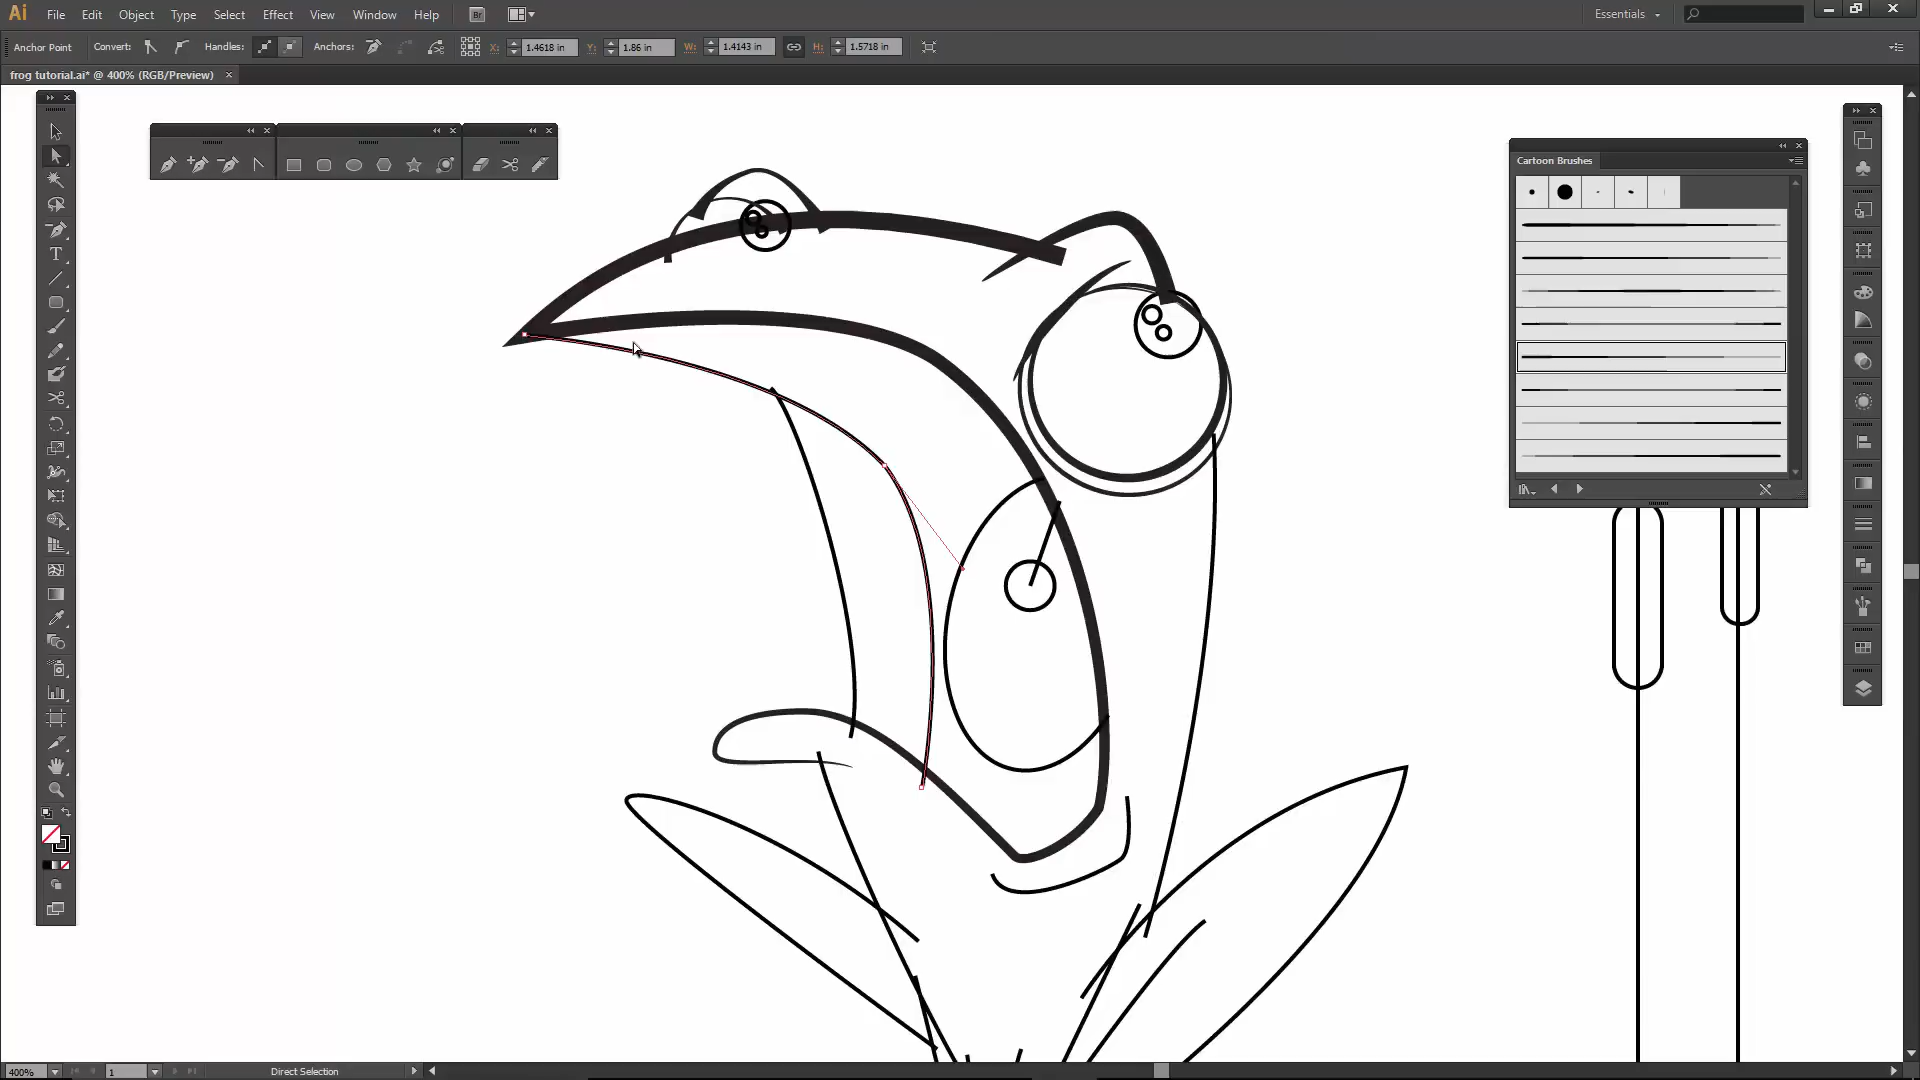 Ai File Edit Object Type Select Effect View Window Help Br Essentials
Anchor Point Convert: Handles: Anchors: X: 1.4618 in Y: 1.86 in W: 1.4143 in H: 1.5718 in
frog tutorial.ai* @ 400% (RGB/Preview)
Cartoon Brushes
400% 1 Direct Selection